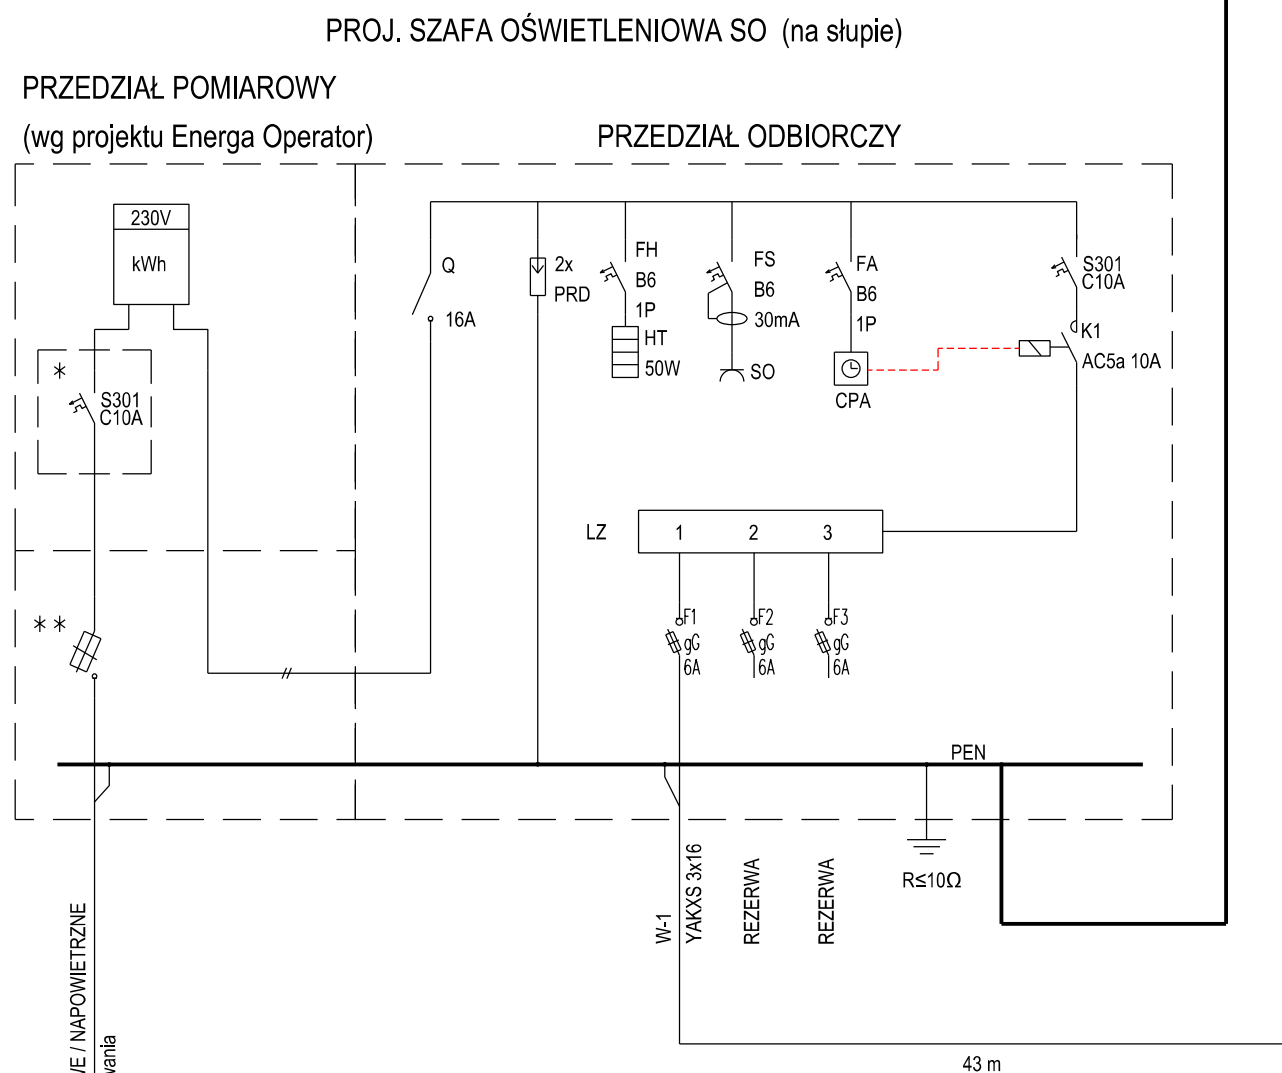 PROJ. SZAFA OŚWIETLENIOWA SO (na słupie)
PRZEDZIAŁ POMIAROWY
(wg projektu Energa Operator)
PRZEDZIAŁ ODBIORCZY
230V
kWh
*
S301
C10A
* *
Q
16A
2x
PRD
FH
B6
1P
HT
50W
FS
B6
30mA
SO
FA
B6
1P
CPA
S301
C10A
K1
AC5a 10A
LZ
1
2
3
F1
gG
6A
F2
gG
6A
F3
gG
6A
PEN
R≤10Ω
W-1
YAKXS 3x16
REZERWA
REZERWA
/ NAPOWIETRZNE
43 m